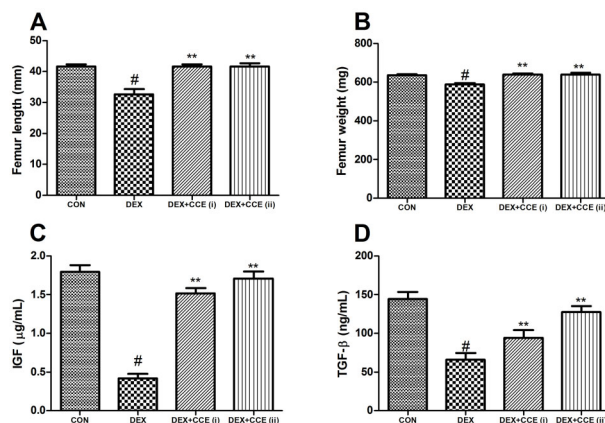 A
Femur length (mm)
50
40
30
20
10
0
#
**
**
CON
DEX
DEX+CCE (i)
DEX+CCE (ii)
B
Femur weight (mg)
800
600
400
200
0
#
**
**
CON
DEX
DEX+CCE (i)
DEX+CCE (ii)
C
IGF (μg/mL)
2.0
1.5
1.0
0.5
0.0
#
**
**
CON
DEX
DEX+CCE (i)
DEX+CCE (ii)
D
TGF-β (ng/mL)
200
150
100
50
0
#
**
**
CON
DEX
DEX+CCE (i)
DEX+CCE (ii)